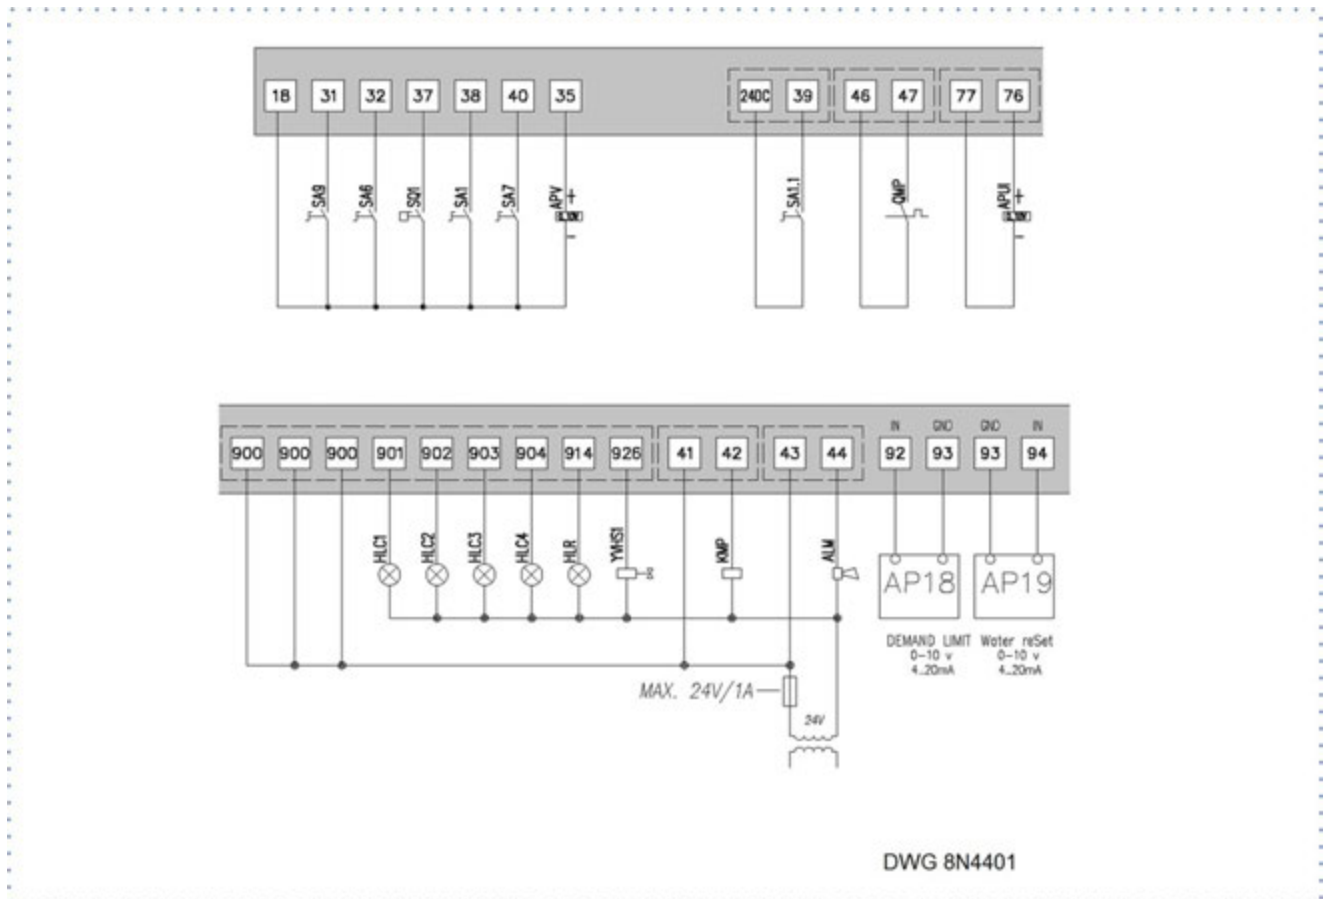 18 31 32 37 38 40 35 240C 39 46 47 77 76
SA9 SA6 SQ1 SA1 SA7 APV + SA1.1 QMP APUI +
- -
IN GND GND IN
900 900 900 901 902 903 904 914 926 41 42 43 44 92 93 93 94
HLC1 HLC2 HLC3 HLC4 HLR YVHS1 KMP ALM
AP18 AP19
DEMAND LIMIT Water reSet
0-10 v 0-10 v
4..20mA 4..20mA
MAX. 24V/1A
24V
DWG 8N4401